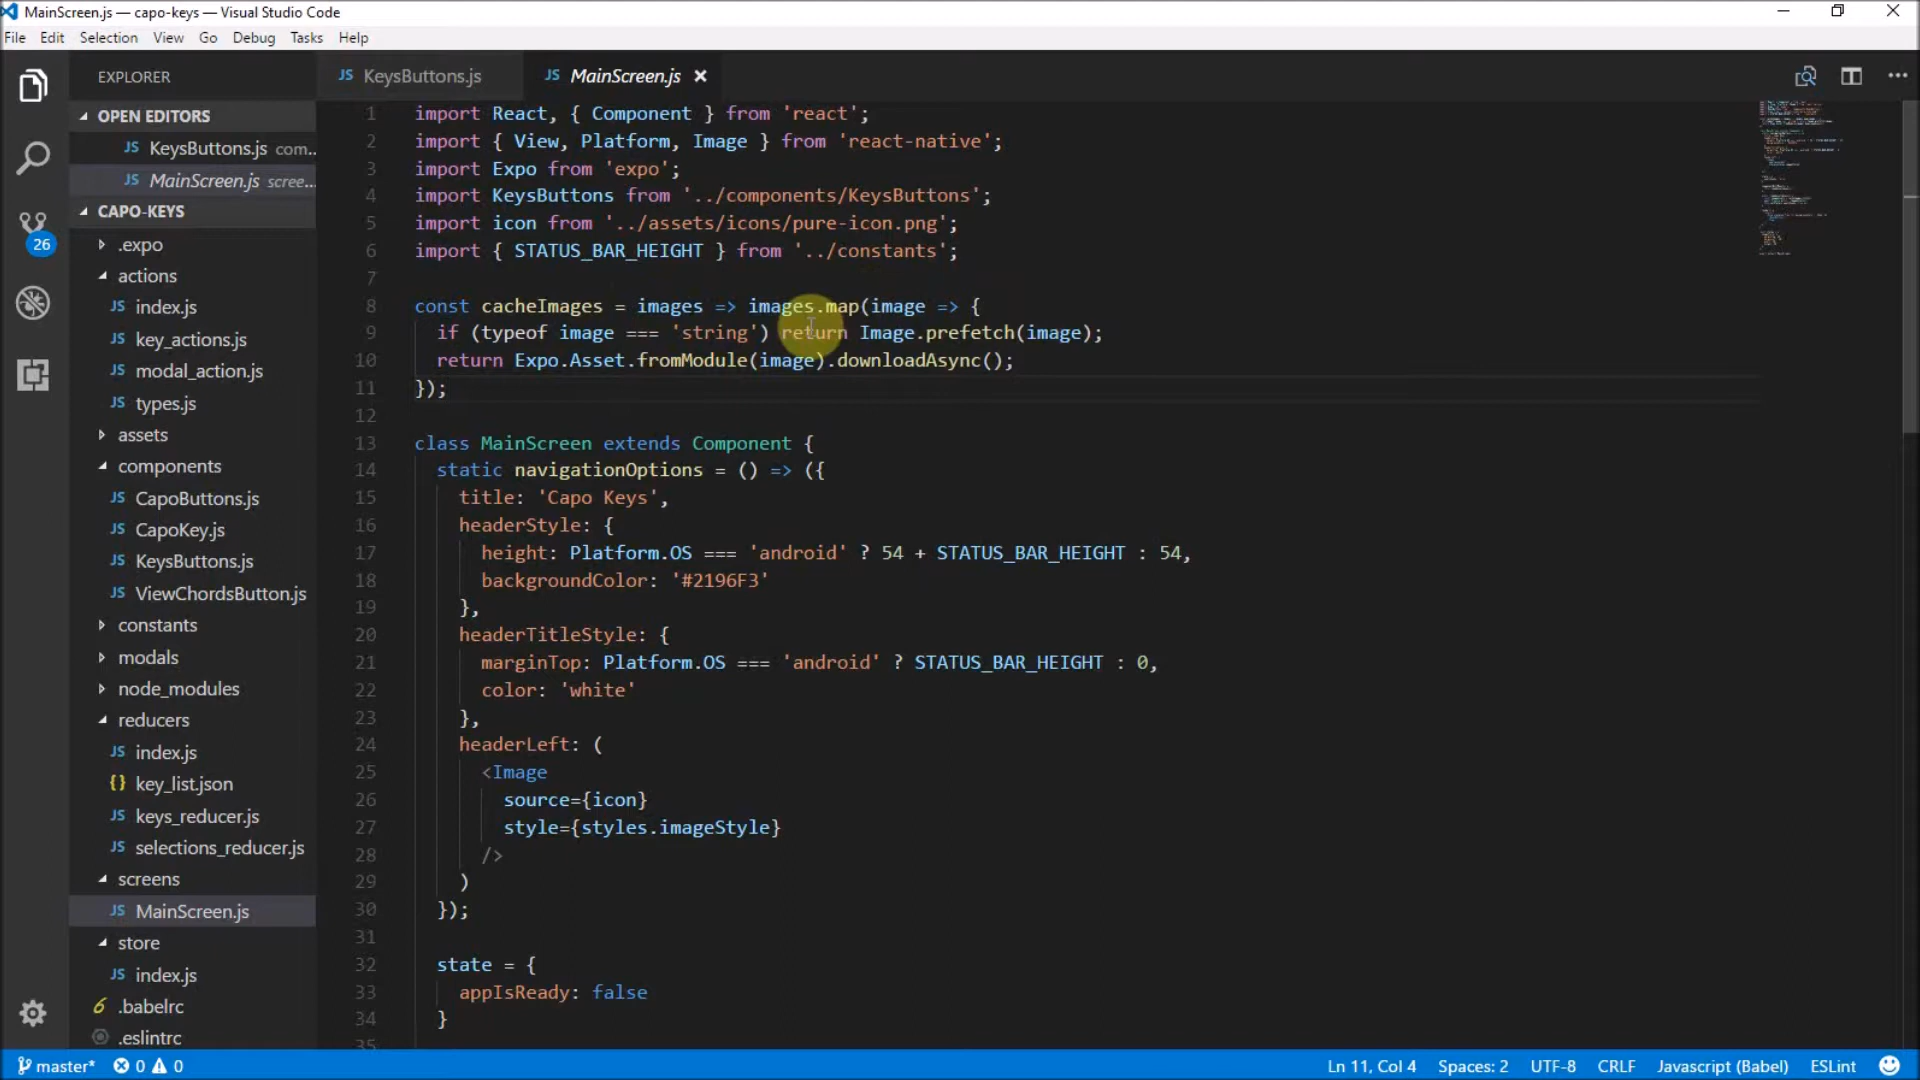 MainScreen.js — capo-keys — Visual Studio Code
File Edit Selection View Go Debug Tasks Help
EXPLORER
OPEN EDITORS
JS KeysButtons.js com...
JS MainScreen.js scree...
CAPO-KEYS
.expo
actions
JS index.js
JS key_actions.js
JS modal_action.js
JS types.js
assets
components
JS CapoButtons.js
JS CapoKey.js
JS KeysButtons.js
JS ViewChordsButton.js
constants
modals
node_modules
reducers
JS index.js
{} key_list.json
JS keys_reducer.js
JS selections_reducer.js
screens
JS MainScreen.js
store
JS index.js
6 .babelrc
.eslintrc
26
JS KeysButtons.js
JS MainScreen.js
1 import React, { Component } from 'react';
2 import { View, Platform, Image } from 'react-native';
3 import Expo from 'expo';
4 import KeysButtons from '../components/KeysButtons';
5 import icon from '../assets/icons/pure-icon.png';
6 import { STATUS_BAR_HEIGHT } from '../constants';
7
8 const cacheImages = images => images.map(image => {
9 if (typeof image === 'string') return Image.prefetch(image);
10 return Expo.Asset.fromModule(image).downloadAsync();
11 });
12
13 class MainScreen extends Component {
14 static navigationOptions = () => ({
15 title: 'Capo Keys',
16 headerStyle: {
17 height: Platform.OS === 'android' ? 54 + STATUS_BAR_HEIGHT : 54,
18 backgroundColor: '#2196F3'
19 },
20 headerTitleStyle: {
21 marginTop: Platform.OS === 'android' ? STATUS_BAR_HEIGHT : 0,
22 color: 'white'
23 },
24 headerLeft: (
25 <Image
26 source={icon}
27 style={styles.imageStyle}
28 />
29 )
30 });
31
32 state = {
33 appIsReady: false
34 }
35
master* 0 0
Ln 11, Col 4 Spaces: 2 UTF-8 CRLF Javascript (Babel) ESLint